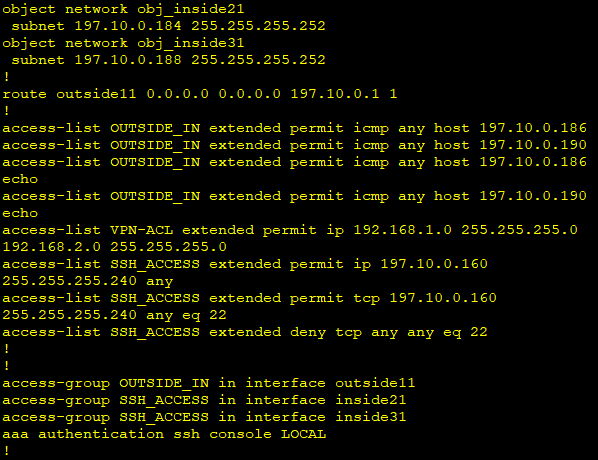 object network obj_inside21
 subnet 197.10.0.184 255.255.255.252
object network obj_inside31
 subnet 197.10.0.188 255.255.255.252
!
route outside11 0.0.0.0 0.0.0.0 197.10.0.1 1
!
access-list OUTSIDE_IN extended permit icmp any host 197.10.0.186
access-list OUTSIDE_IN extended permit icmp any host 197.10.0.190
access-list OUTSIDE_IN extended permit icmp any host 197.10.0.186
echo
access-list OUTSIDE_IN extended permit icmp any host 197.10.0.190
echo
access-list VPN-ACL extended permit ip 192.168.1.0 255.255.255.0
192.168.2.0 255.255.255.0
access-list SSH_ACCESS extended permit ip 197.10.0.160
255.255.255.240 any
access-list SSH_ACCESS extended permit tcp 197.10.0.160
255.255.255.240 any eq 22
access-list SSH_ACCESS extended deny tcp any any eq 22
!
!
access-group OUTSIDE_IN in interface outside11
access-group SSH_ACCESS in interface inside21
access-group SSH_ACCESS in interface inside31
aaa authentication ssh console LOCAL
!